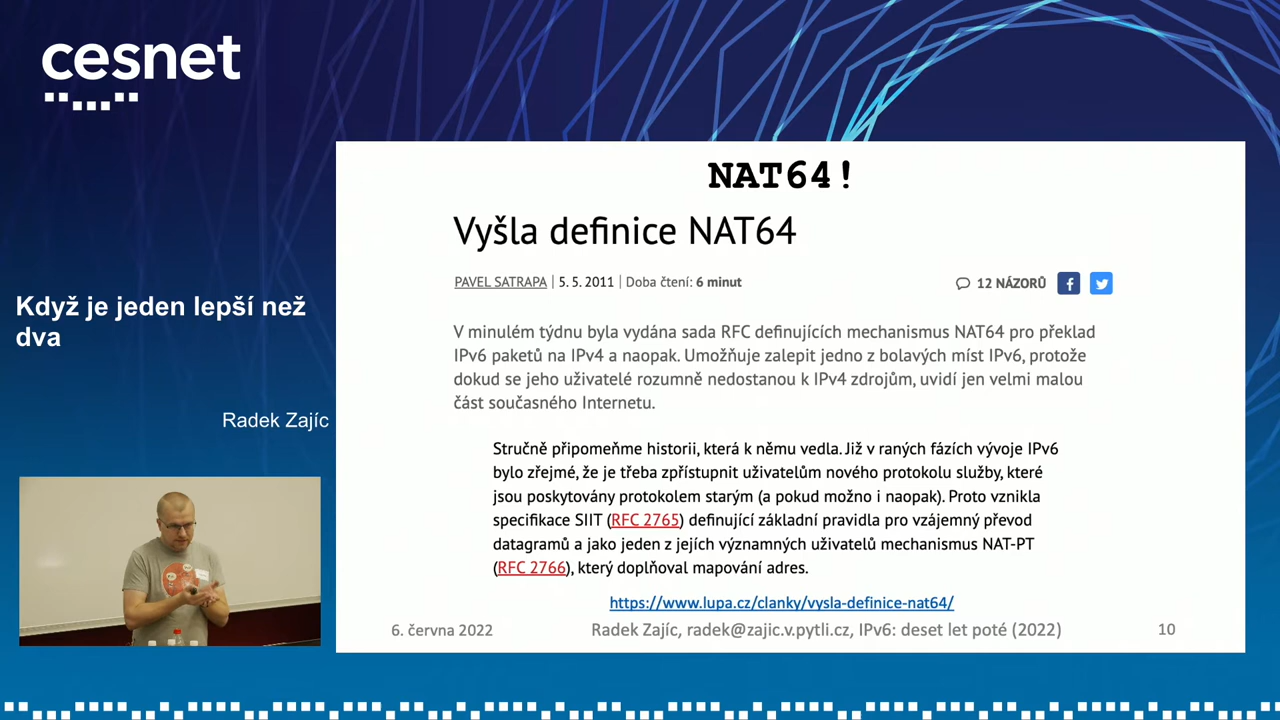 cesnet
Když je jeden lepší než
dva
Radek Zajíc
NAT64!
Vyšla definice NAT64
PAVEL SATRAPA | 5. 5. 2011 | Doba čtení: 6 minut
12 NÁZORŮ
V minulém týdnu byla vydána sada RFC definujících mechanismus NAT64 pro překlad
IPv6 paketů na IPv4 a naopak. Umožňuje zalepit jedno z bolavých míst IPv6, protože
dokud se jeho uživatelé rozumně nedostanou k IPv4 zdrojům, uvidí jen velmi malou
část současného Internetu.
Stručně připomeňme historii, která k němu vedla. Již v raných fázích vývoje IPv6
bylo zřejmé, že je třeba zpřístupnit uživatelům nového protokolu služby, které
jsou poskytovány protokolem starým (a pokud možno i naopak). Proto vznikla
specifikace SIIT (RFC 2765) definující základní pravidla pro vzájemný převod
datagramů a jako jeden z jejích významných uživatelů mechanismus NAT-PT
(RFC 2766), který doplňoval mapování adres.
https://www.lupa.cz/clanky/vysla-definice-nat64/
6. června 2022
Radek Zajíc, radek@zajic.v.pytli.cz, IPv6: deset let poté (2022)
10